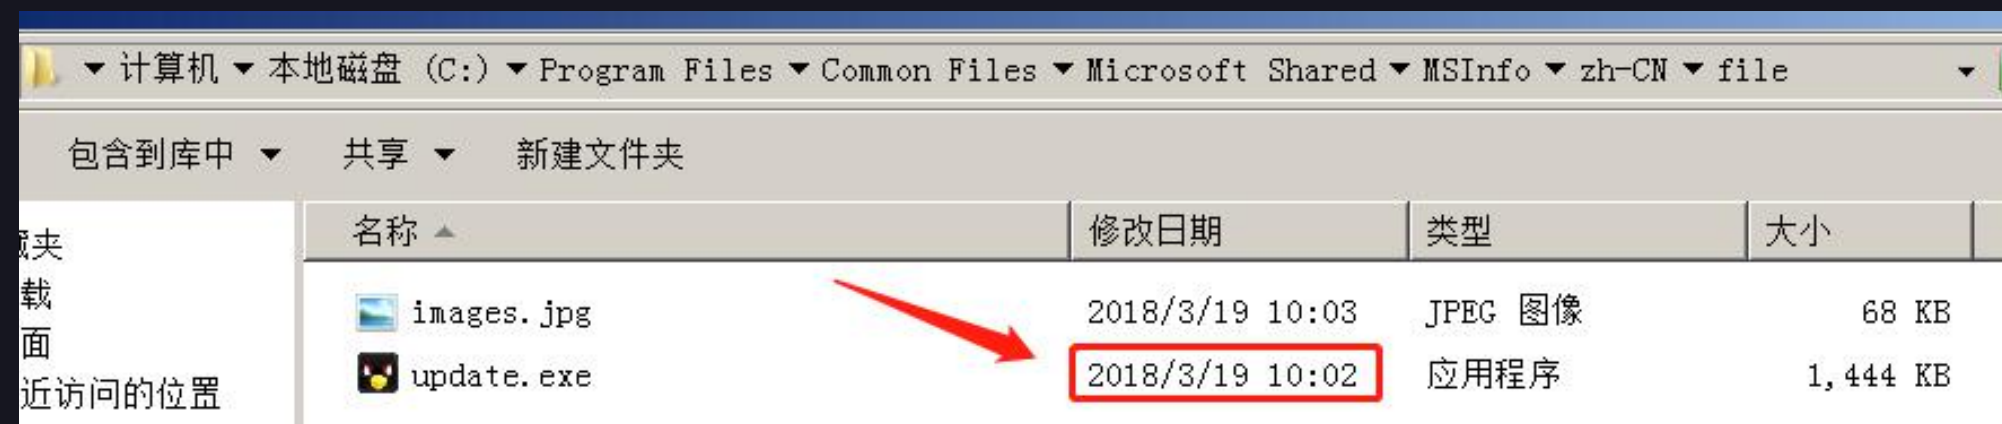 计算机 本地磁盘 (C:) Program Files Common Files Microsoft Shared MSInfo zh-CN file
包含到库中 共享 新建文件夹
名称 修改日期 类型 大小
夹
载
面
近访问的位置
images.jpg 2018/3/19 10:03 JPEG 图像 68 KB
update.exe 2018/3/19 10:02 应用程序 1,444 KB